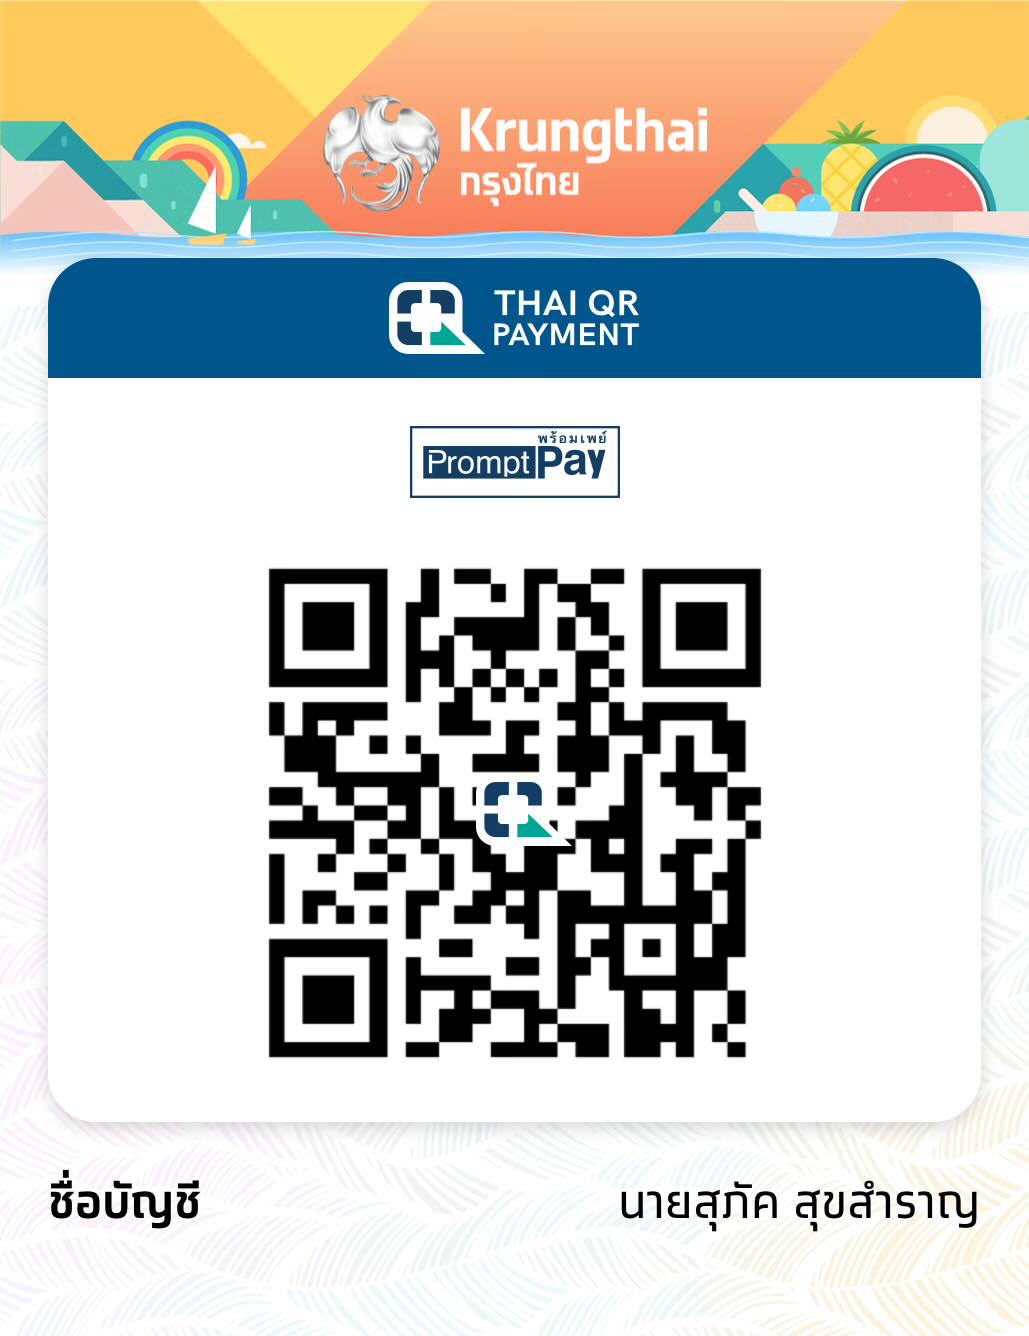 Krungthai
กรุงไทย
THAI QR
PAYMENT
พร้อมเพย์
PromptPay
ชื่อบัญชี นายสุภัค สุขสำราญ